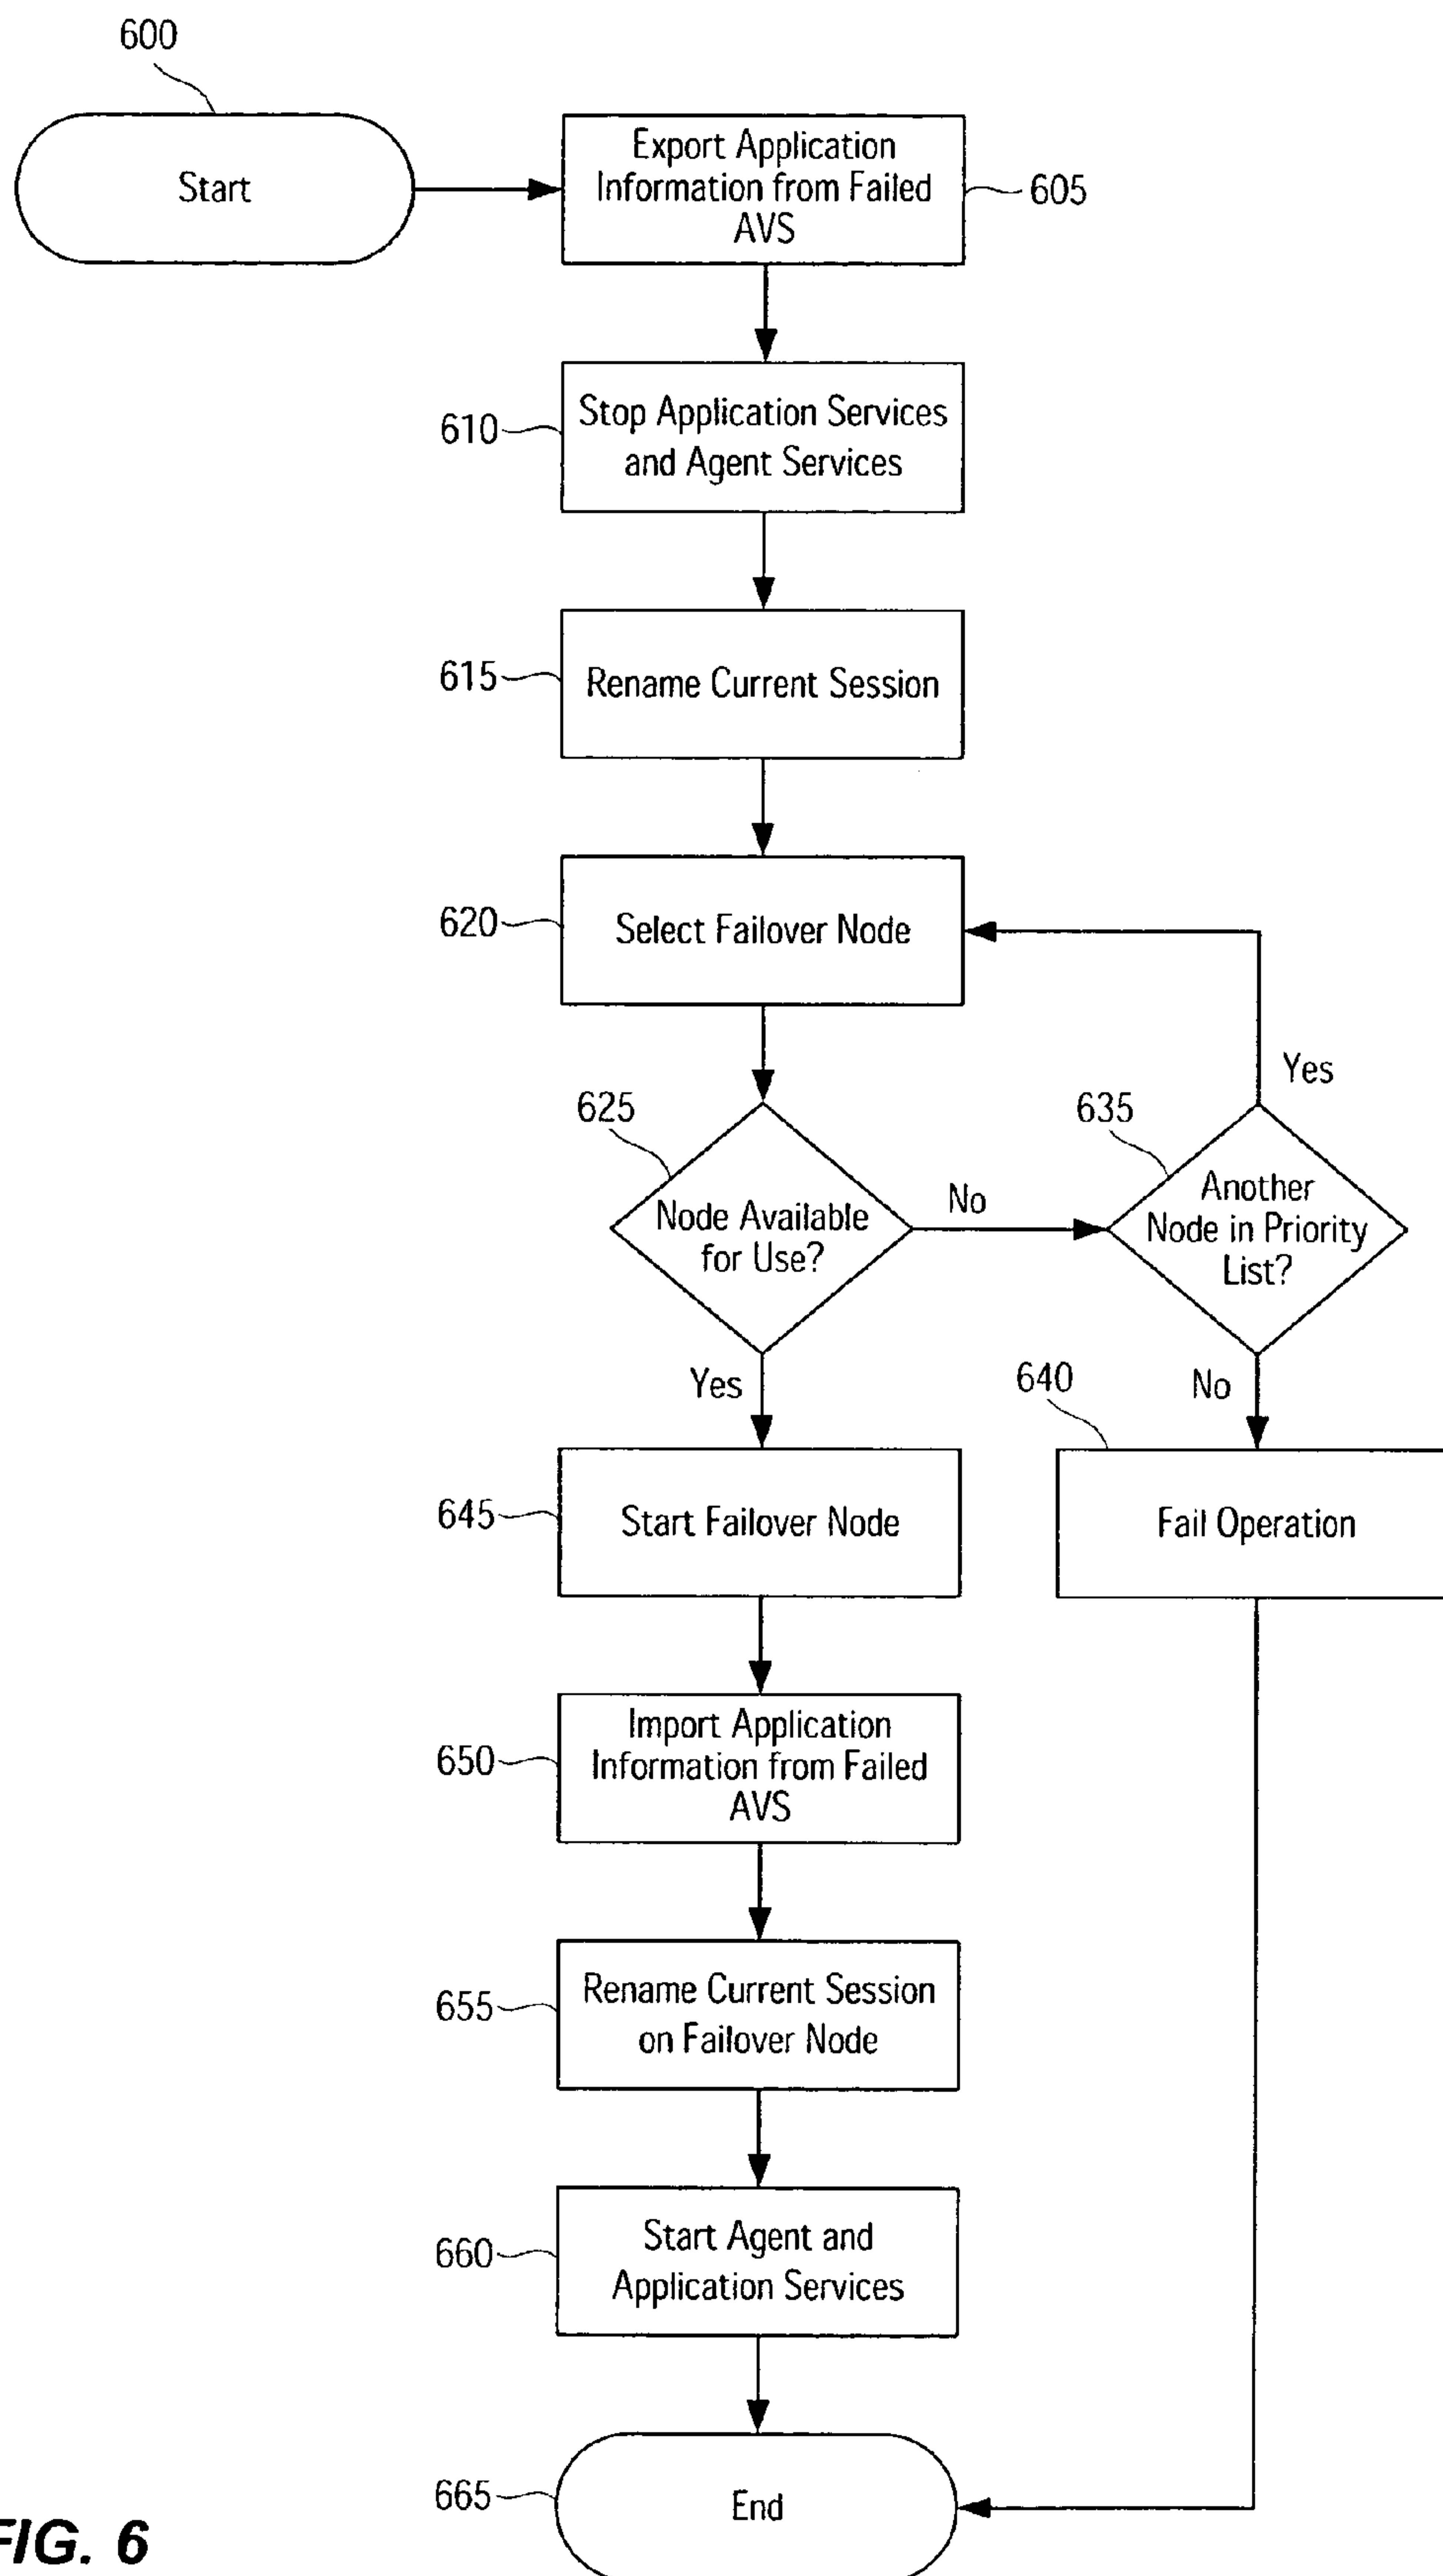 600
Start
Export Application
Information from Failed
AVS
605
610
Stop Application Services
and Agent Services
615
Rename Current Session
620
Select Failover Node
Yes
625
635
Node Available
for Use?
No
Another
Node in Priority
List?
Yes
640
No
645
Start Failover Node
Fail Operation
650
Import Application
Information from Failed
AVS
655
Rename Current Session
on Failover Node
660
Start Agent and
Application Services
665
End
FIG. 6